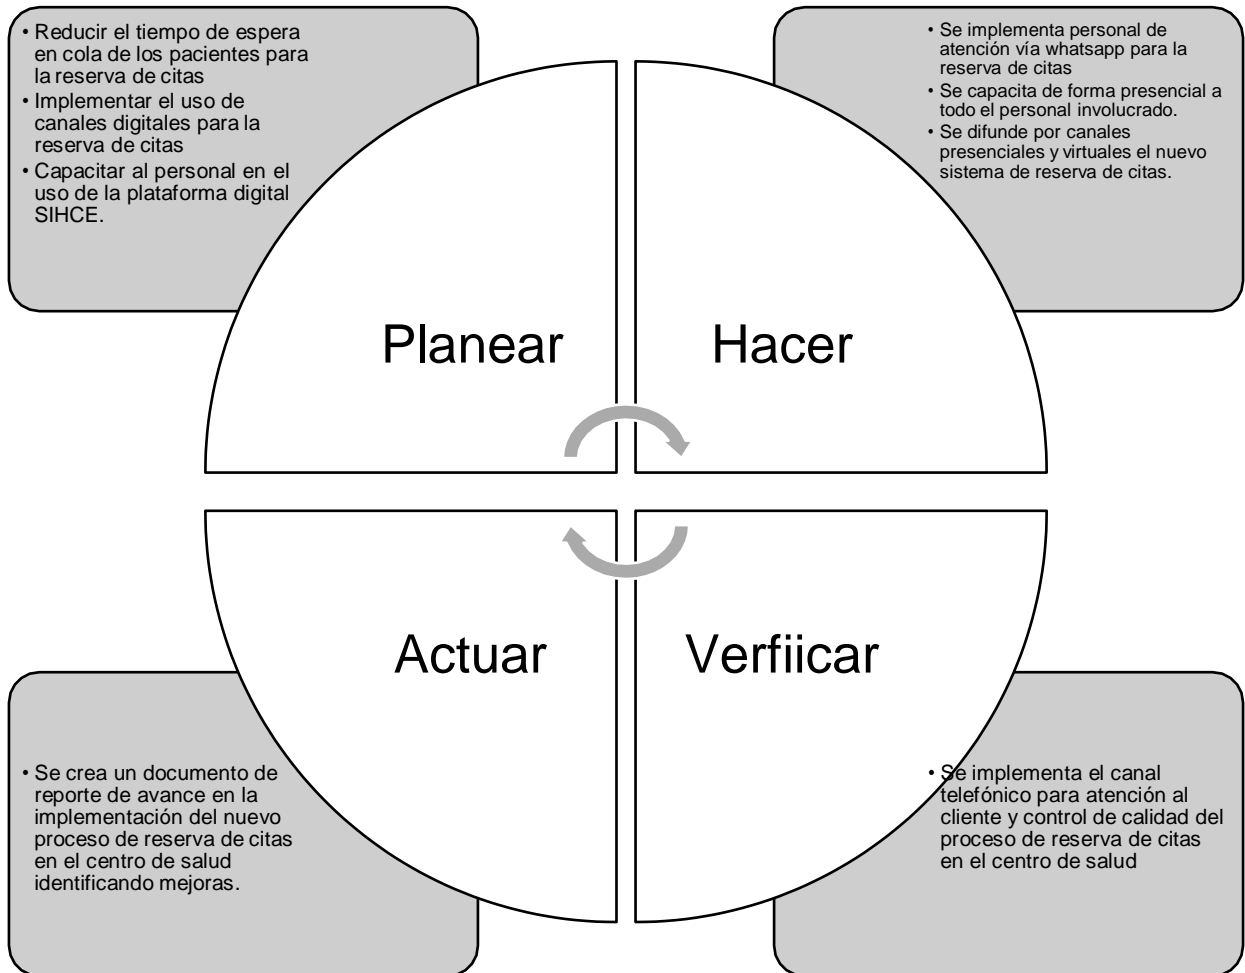 • Reducir el tiempo de espera
en cola de los pacientes para
la reserva de citas
• Implementar el uso de
canales digitales para la
reserva de citas
• Capacitar al personal en el
uso de la plataforma digital
SIHCE.
• Se implementa personal de
atención vía whatsapp para la
reserva de citas
• Se capacita de forma presencial a
todo el personal involucrado.
• Se difunde por canales
presenciales y virtuales el nuevo
sistema de reserva de citas.
Planear
Hacer
Actuar
Verfiicar
• Se crea un documento de
reporte de avance en la
implementación del nuevo
proceso de reserva de citas
en el centro de salud
identificando mejoras.
• Se implementa el canal
telefónico para atención al
cliente y control de calidad del
proceso de reserva de citas
en el centro de salud